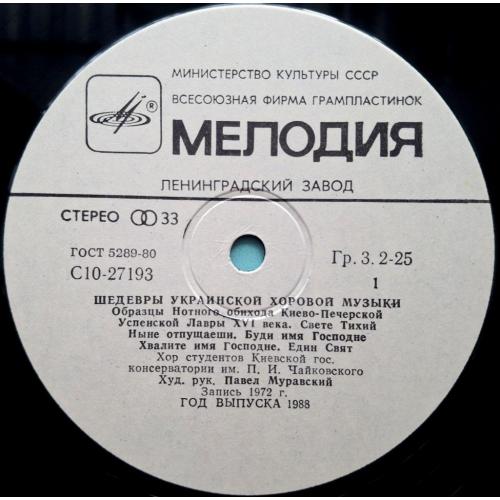 МИНИСТЕРСТВО КУЛЬТУРЫ СССР
ВСЕСОЮЗНАЯ ФИРМА ГРАМПЛАСТИНОК
®
МЕЛОДИЯ
ЛЕНИНГРАДСКИЙ ЗАВОД
СТЕРЕО 33
ГОСТ 5289-80
С10-27193
Гр. 3. 2-25
1
ШЕДЕВРЫ УКРАИНСКОЙ ХОРОВОЙ МУЗЫКИ
Образцы Нотного обихода Киево-Печерской
Успенской Лавры XVI века. Свете Тихий
Ныне отпущаеши. Буди имя Господне
Хвалите имя Господне. Един Свят
Хор студентов Киевской гос.
консерватории им. П. И. Чайковского
Худ. рук. Павел Муравский
Запись 1972 г.
ГОД ВЫПУСКА 1988